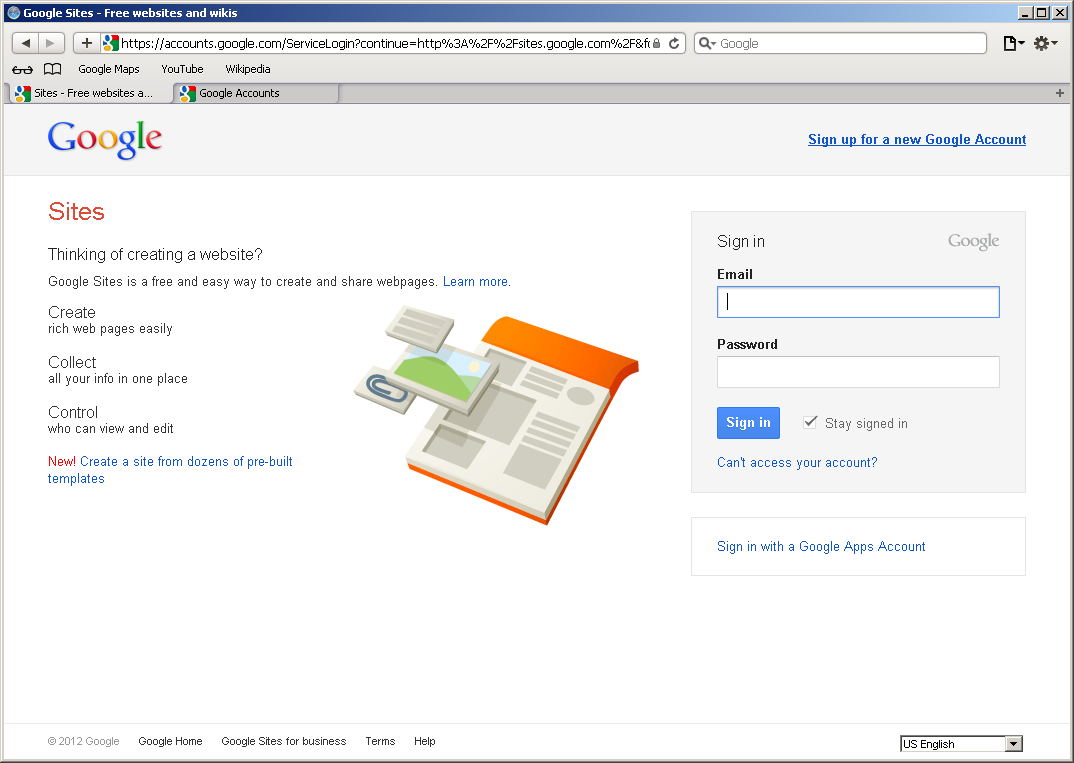 Google Sites - Free websites and wikis
https://accounts.google.com/ServiceLogin?continue=http%3A%2F%2Fsites.google.com%2F&f
Google
Google Maps YouTube Wikipedia
Sites - Free websites a... Google Accounts
Google
Sign up for a new Google Account
Sites
Thinking of creating a website?
Google Sites is a free and easy way to create and share webpages. Learn more.
Create
rich web pages easily
Collect
all your info in one place
Control
who can view and edit
New! Create a site from dozens of pre-built
templates
Sign in Google
Email
Password
Sign in Stay signed in
Can't access your account?
Sign in with a Google Apps Account
© 2012 Google Google Home Google Sites for business Terms Help
US English